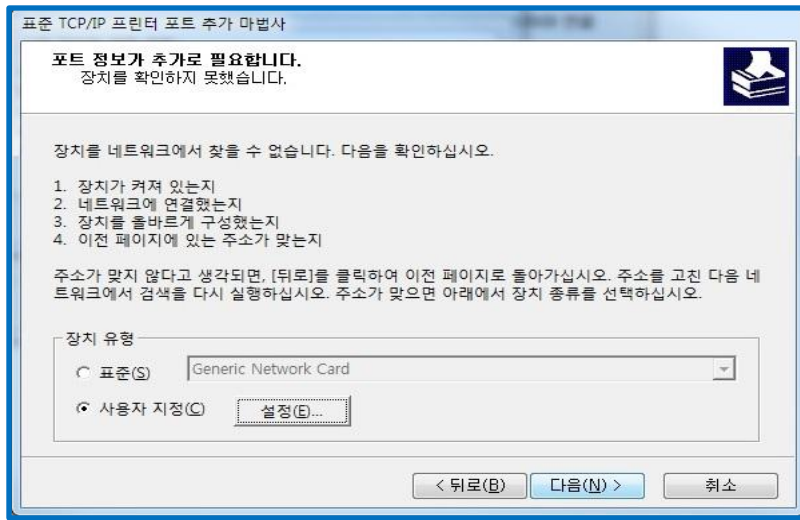 표준 TCP/IP 프린터 포트 추가 마법사
포트 정보가 추가로 필요합니다.
장치를 확인하지 못했습니다.
장치를 네트워크에서 찾을 수 없습니다. 다음을 확인하십시오.
1. 장치가 켜져 있는지
2. 네트워크에 연결했는지
3. 장치를 올바르게 구성했는지
4. 이전 페이지에 있는 주소가 맞는지
주소가 맞지 않다고 생각되면, [뒤로]를 클릭하여 이전 페이지로 돌아가십시오. 주소를 고친 다음 네
트워크에서 검색을 다시 실행하십시오. 주소가 맞으면 아래에서 장치 종류를 선택하십시오.
장치 유형
표준(S) Generic Network Card
사용자 지정(C) 설정(E)...
< 뒤로(B) 다음(N) > 취소